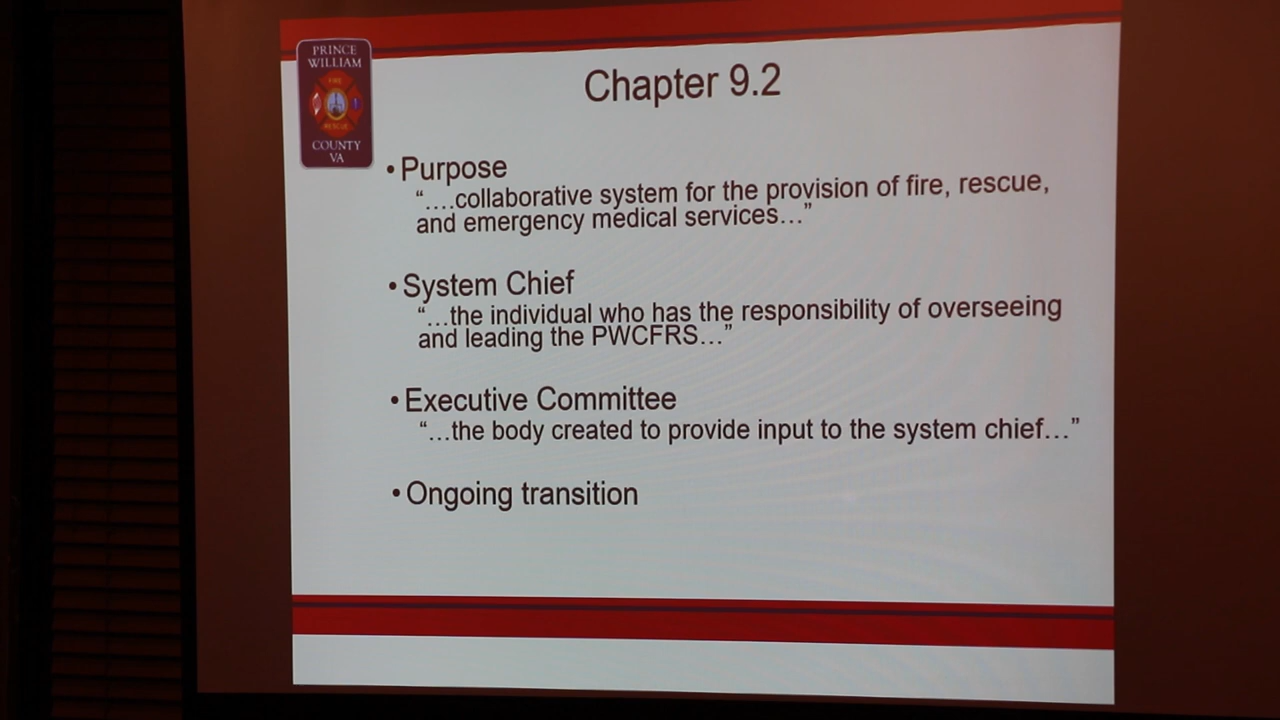 PRINCE
WILLIAM
FIRE
RESCUE
COUNTY
VA
Chapter 9.2
• Purpose
“….collaborative system for the provision of fire, rescue,
and emergency medical services…”
• System Chief
“…the individual who has the responsibility of overseeing
and leading the PWCFRS…”
• Executive Committee
“…the body created to provide input to the system chief…”
• Ongoing transition